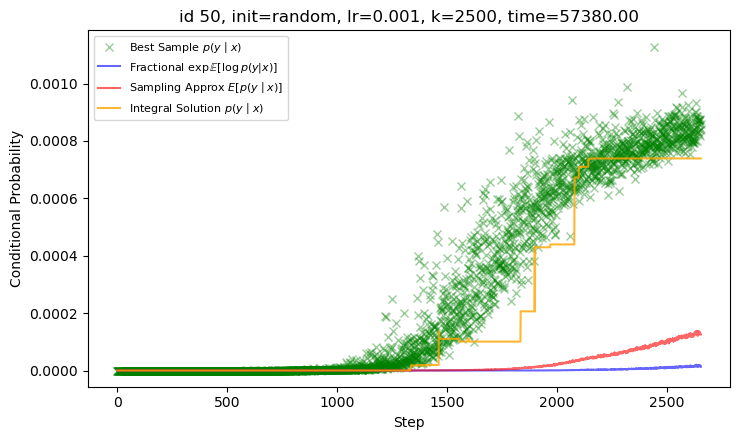 id 50, init=random, lr=0.001, k=2500, time=57380.00
Best Sample p(y | x)
Fractional exp𝔼[log p(y|x)]
Sampling Approx E[p(y | x)]
Integral Solution p(y | x)
0.0010
0.0008
0.0006
0.0004
0.0002
0.0000
Conditional Probability
0
500
1000
1500
2000
2500
Step